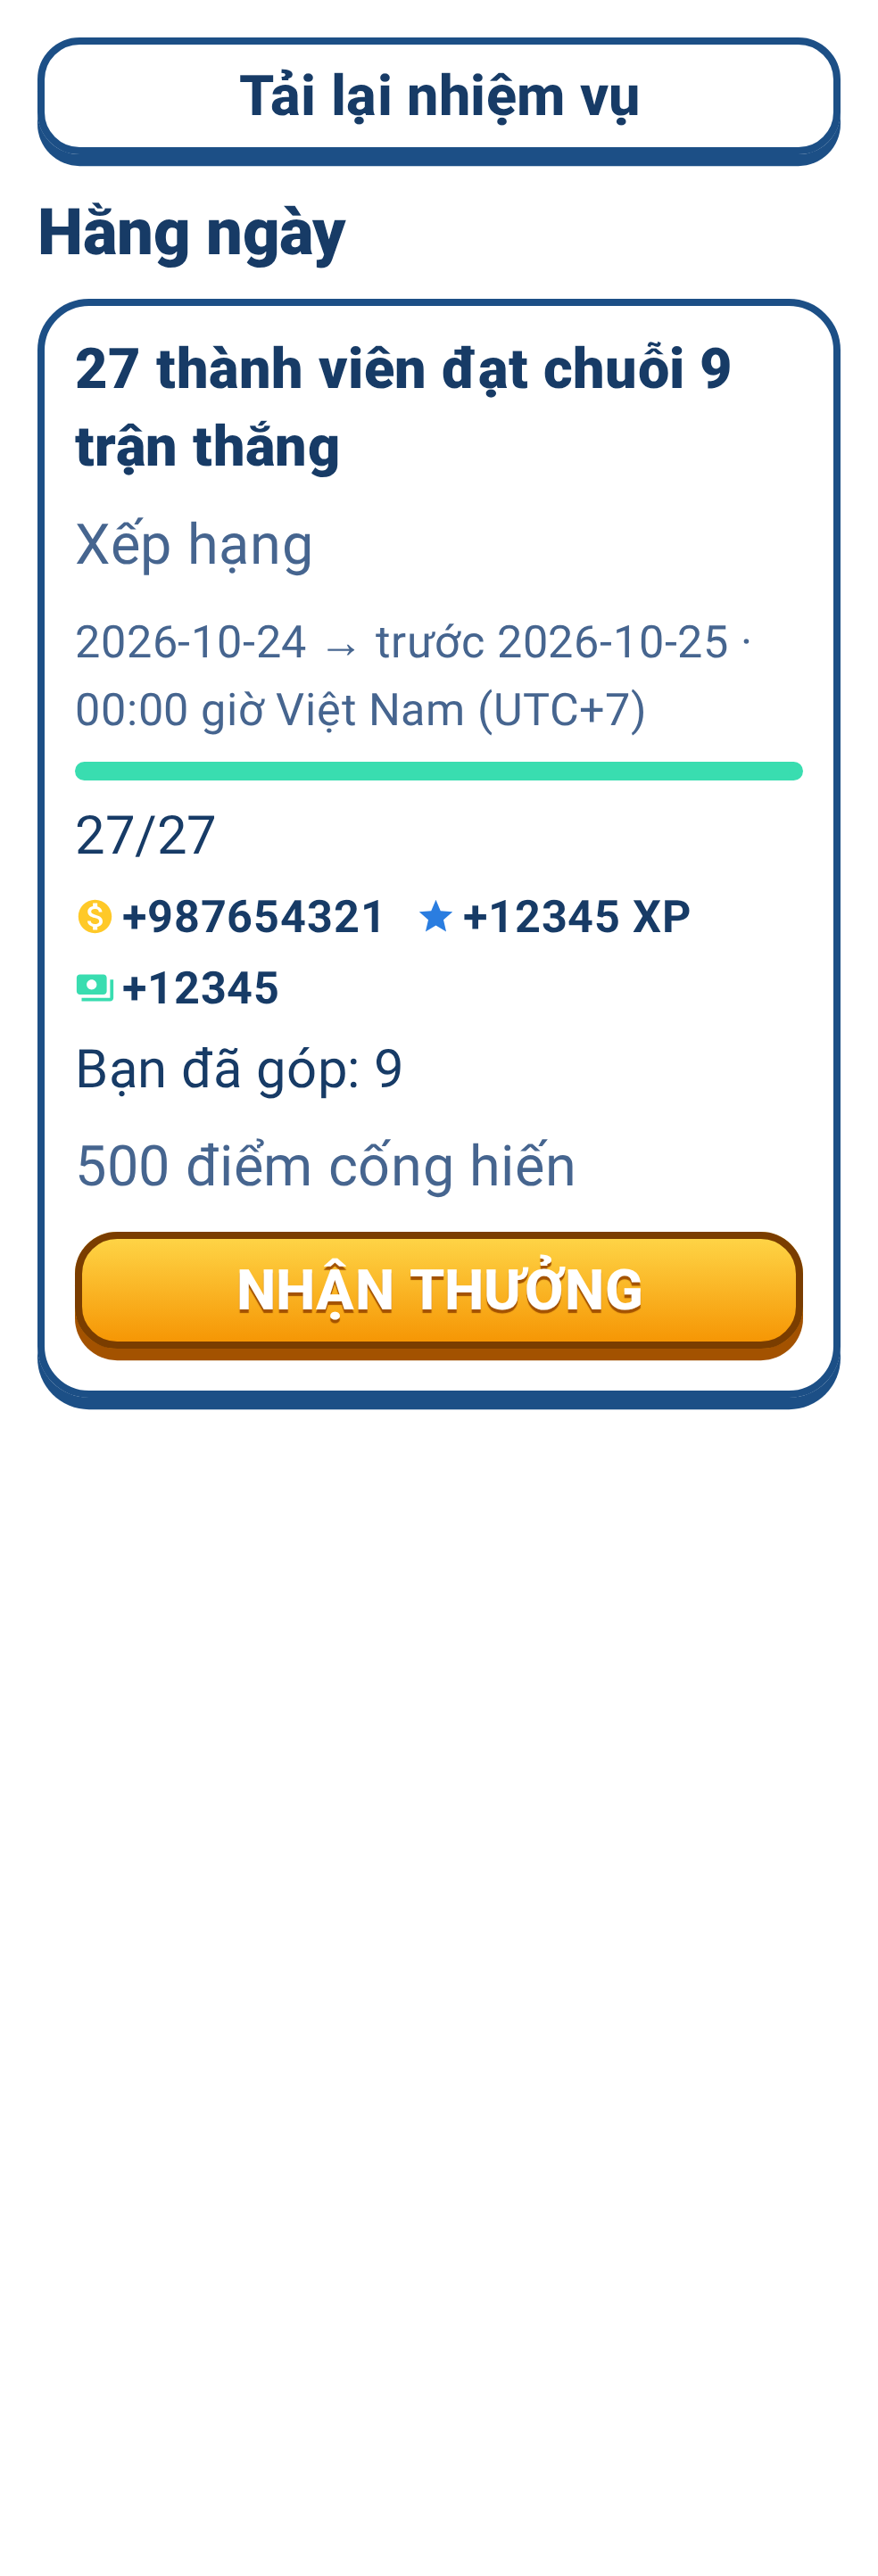 Tải lại nhiệm vụ
Hằng ngày
27 thành viên đạt chuỗi 9
trận thắng
Xếp hạng
2026-10-24 → trước 2026-10-25 ·
00:00 giờ Việt Nam (UTC+7)
27/27
+987654321 +12345 XP
+12345
Bạn đã góp: 9
500 điểm cống hiến
NHẬN THƯỞNG